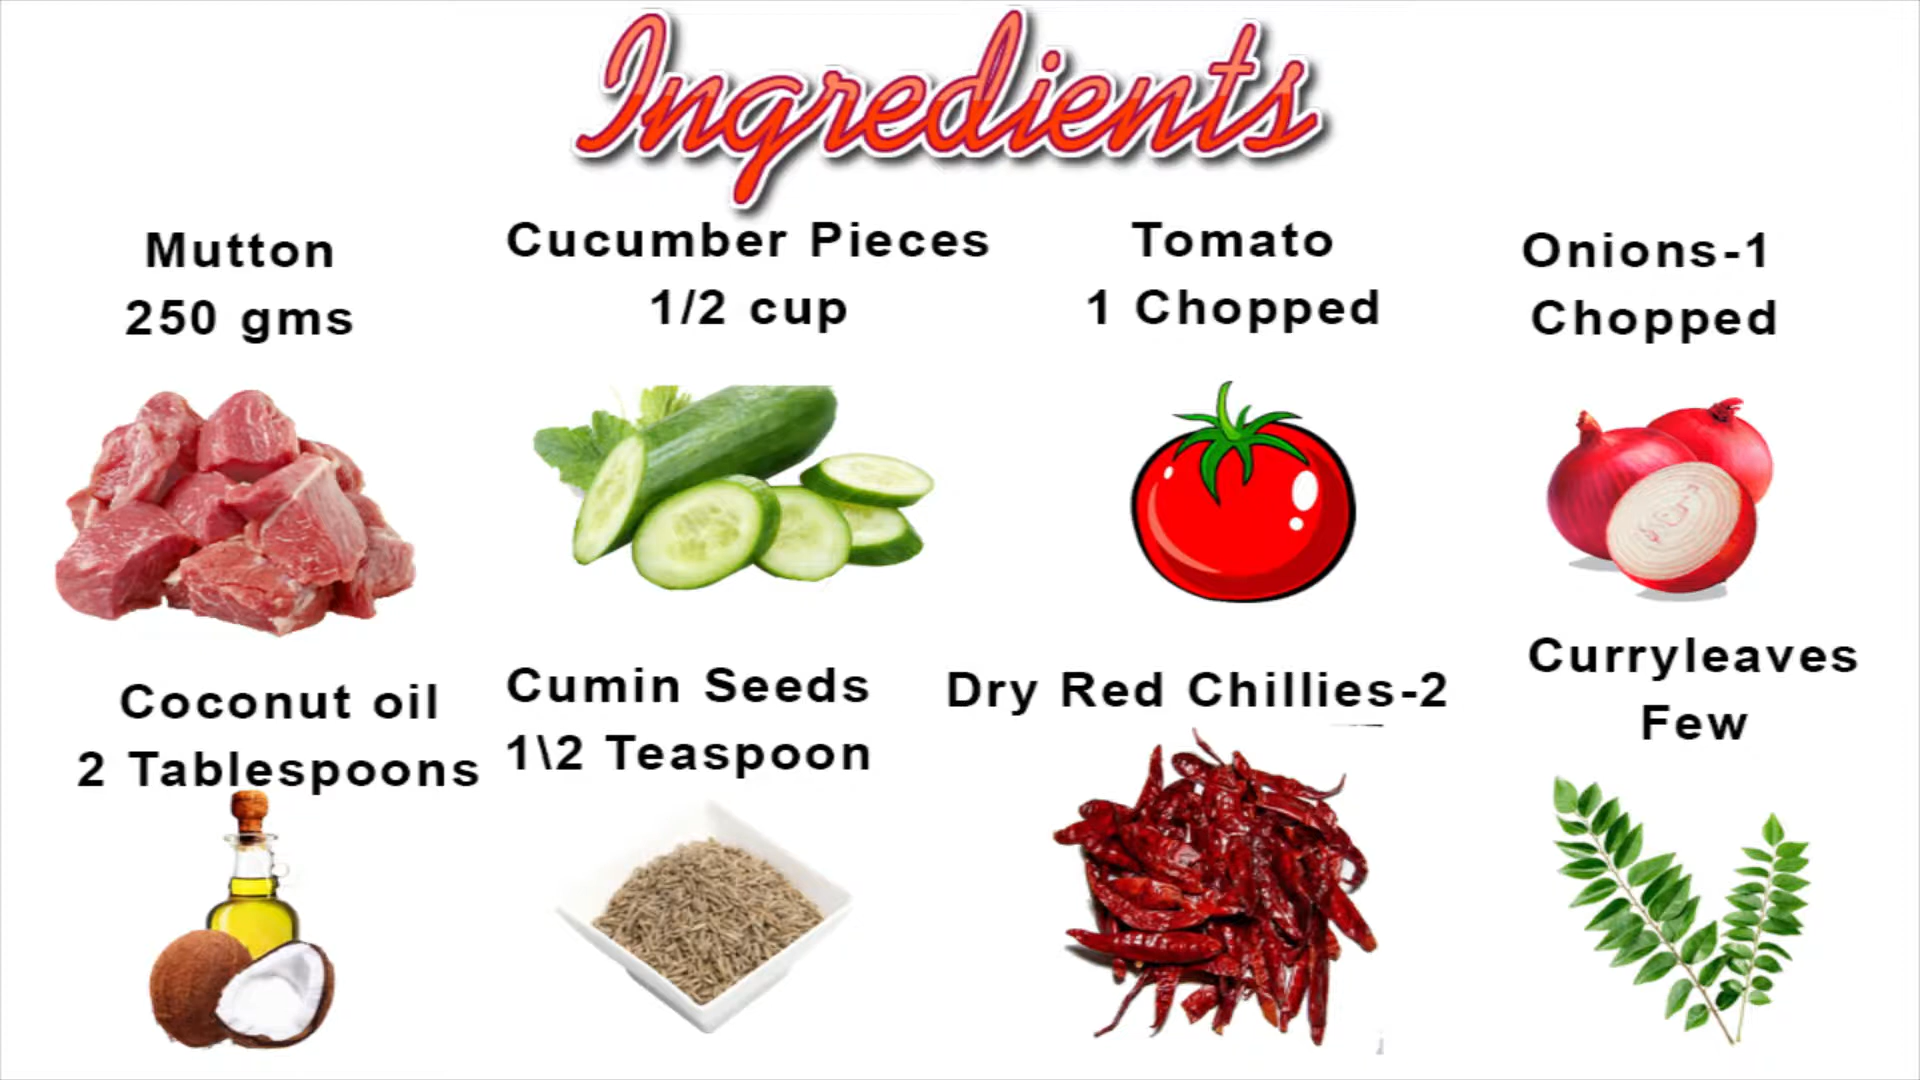 Ingredients
Mutton
250 gms
Cucumber Pieces
1/2 cup
Tomato
1 Chopped
Onions-1
Chopped
Coconut oil
2 Tablespoons
Cumin Seeds
1\2 Teaspoon
Dry Red Chillies-2
Curryleaves
Few